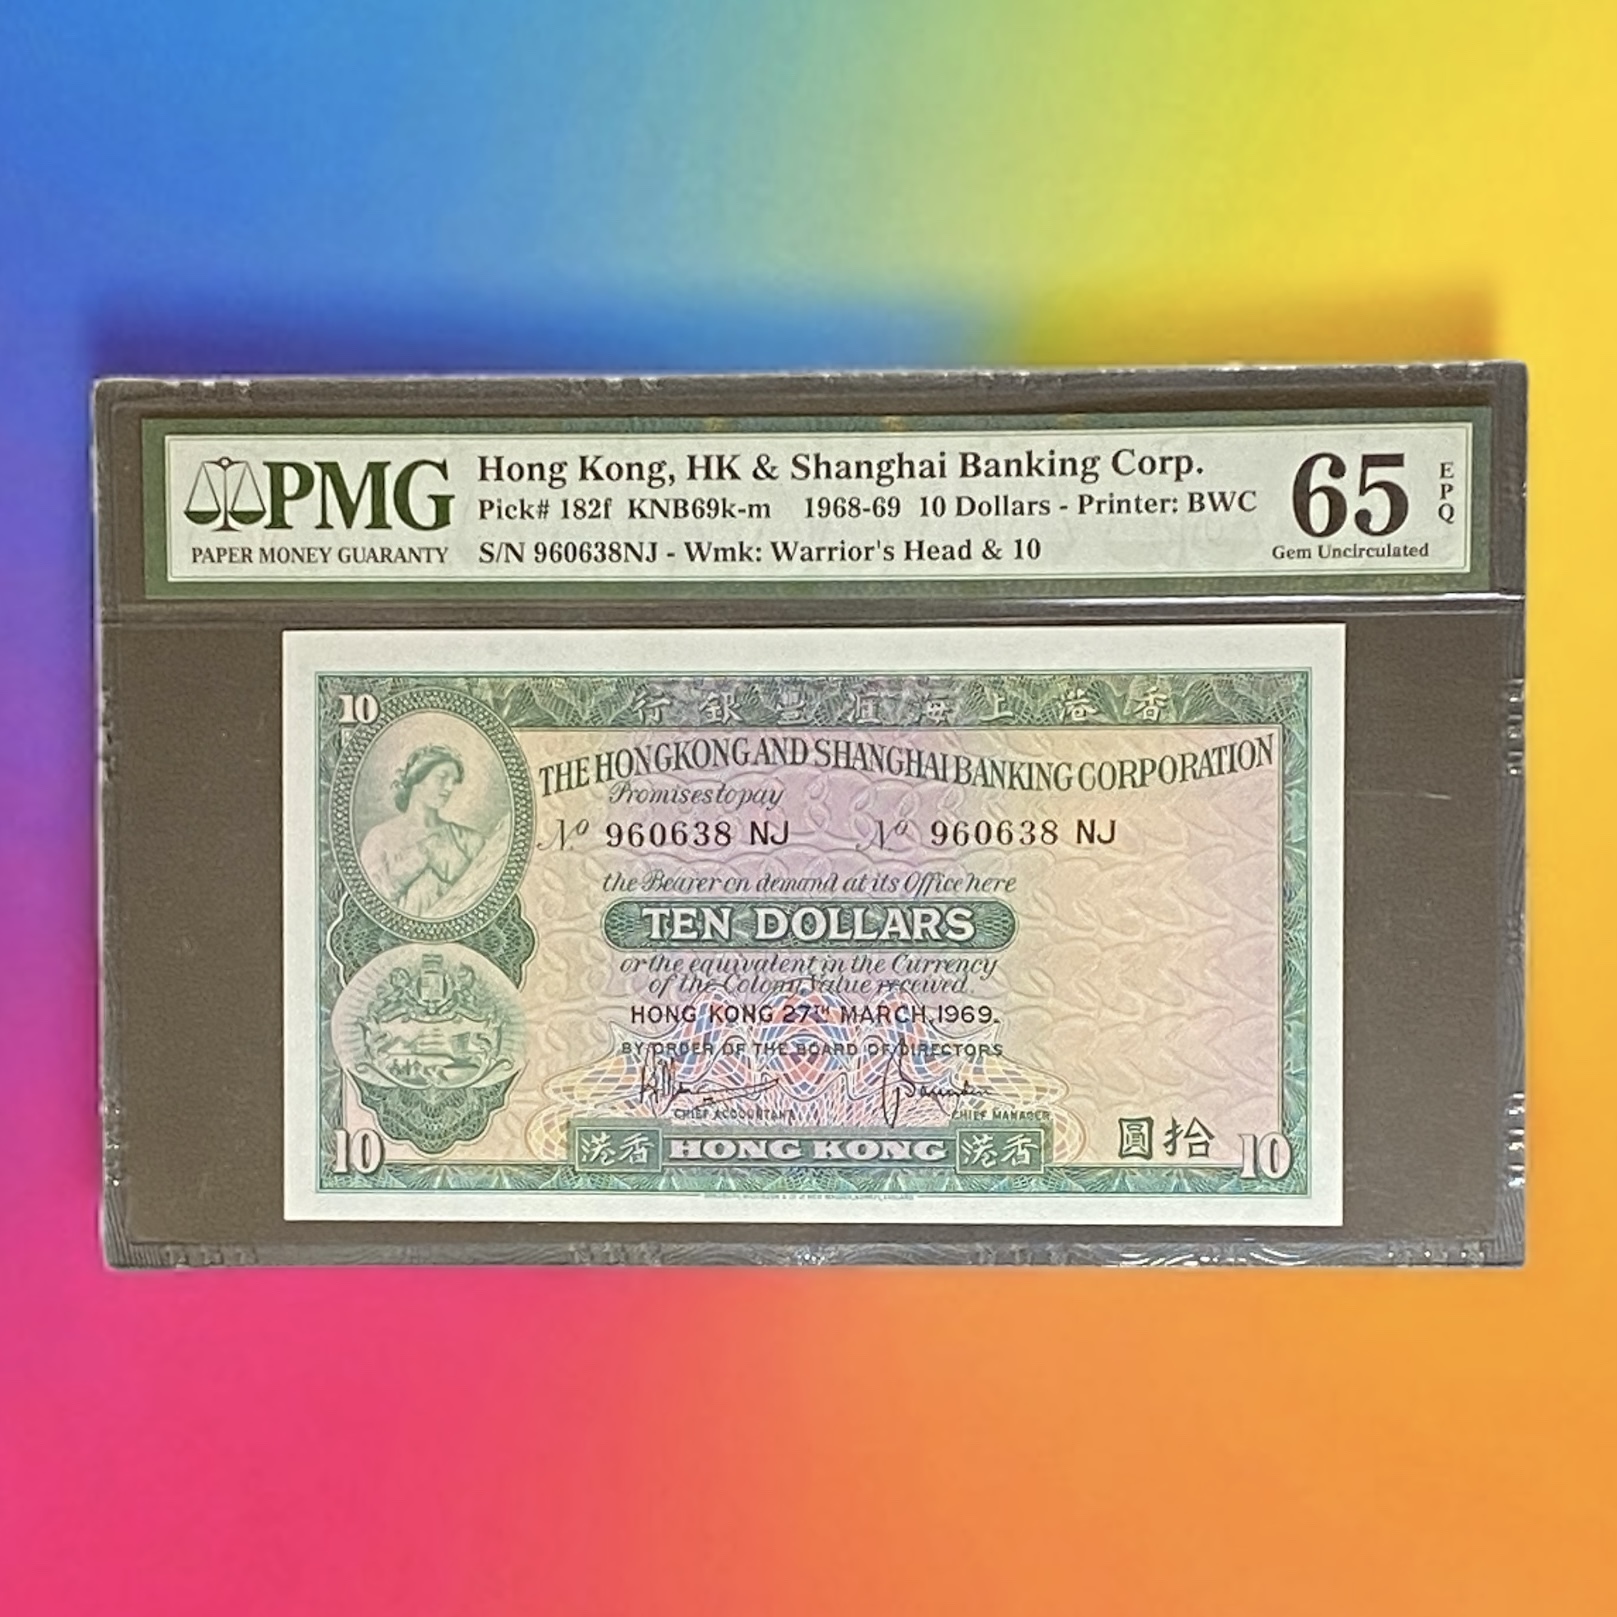 PMG
PAPER MONEY GUARANTY
Hong Kong, HK & Shanghai Banking Corp.
Pick# 182f KNB69k-m 1968-69 10 Dollars - Printer: BWC
S/N 960638NJ - Wmk: Warrior's Head & 10
65
EPQ
Gem Uncirculated
10
行銀豐滙海上港香
THE HONGKONG AND SHANGHAI BANKING CORPORATION
Promises to pay
No 960638 NJ No 960638 NJ
the Bearer on demand at its Office here
TEN DOLLARS
or the equivalent in the Currency
of the Colony, Value received.
HONG KONG 27TH MARCH, 1969.
BY ORDER OF THE BOARD OF DIRECTORS
CHIEF ACCOUNTANT CHIEF MANAGER
10 港香 HONG KONG 港香 圓拾 10